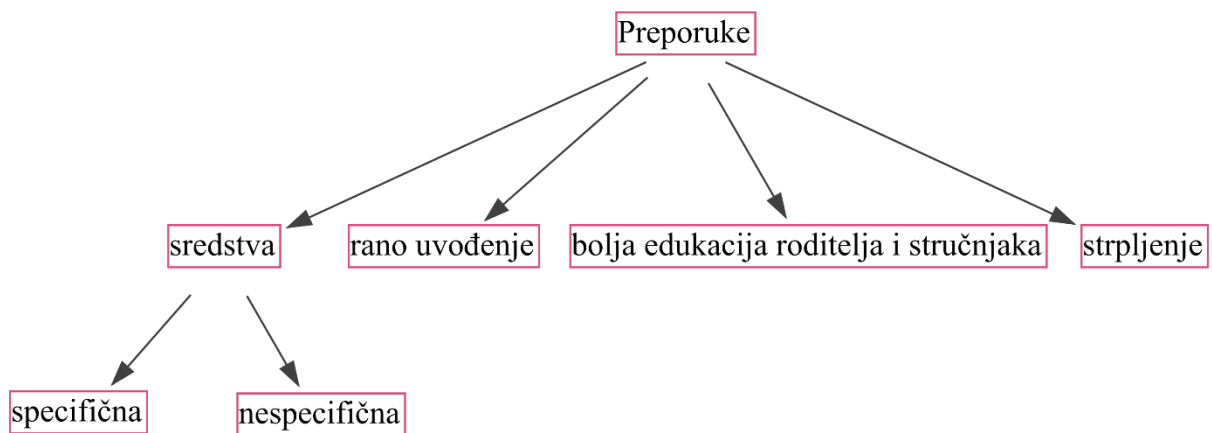 Preporuke
sredstva
rano uvođenje
bolja edukacija roditelja i stručnjaka
strpljenje
specifična
nespecifična